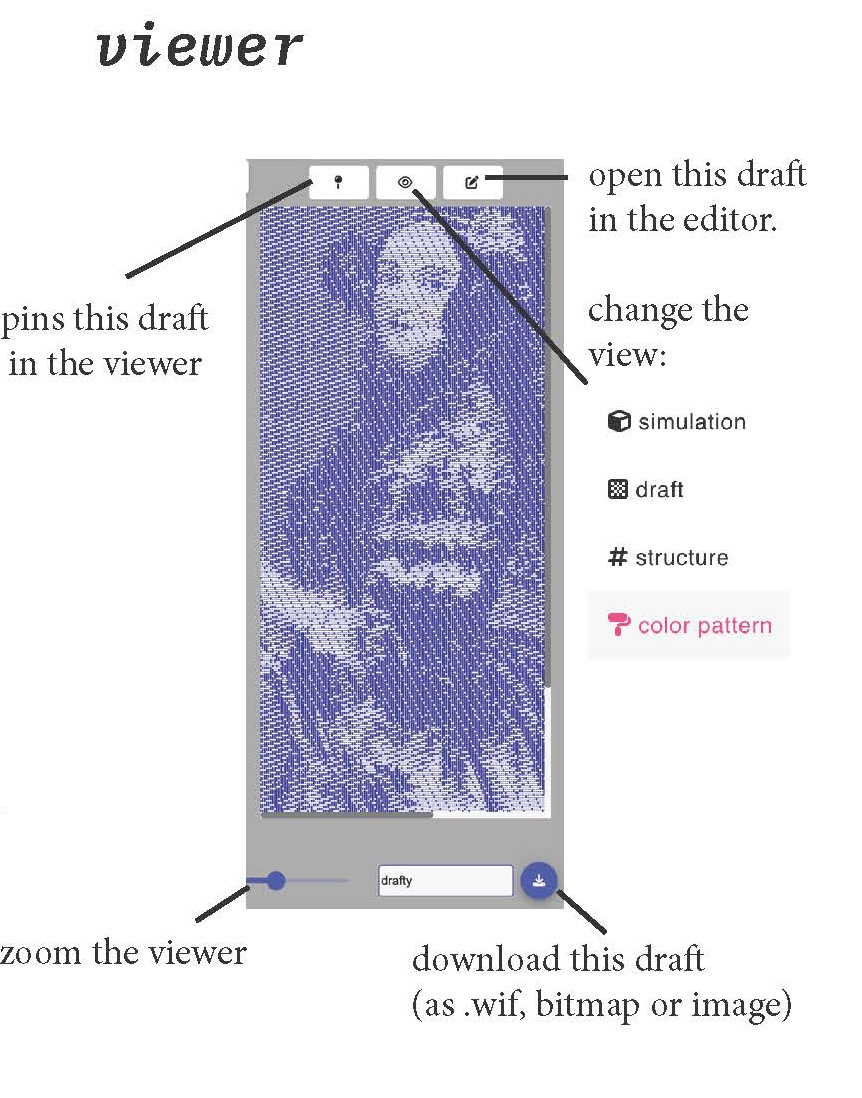 viewer
open this draft
in the editor.
pins this draft
in the viewer
change the
view:
simulation
draft
# structure
color pattern
drafty
zoom the viewer
download this draft
(as .wif, bitmap or image)